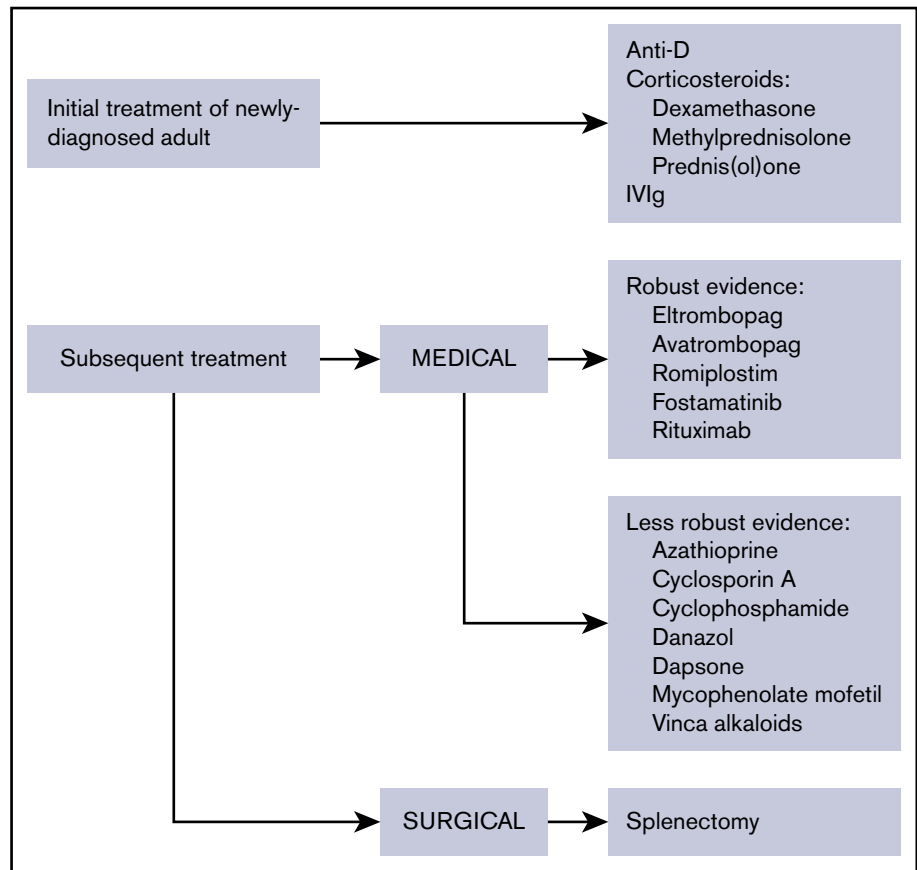 Initial treatment of newly-
diagnosed adult
Anti-D
Corticosteroids:
Dexamethasone
Methylprednisolone
Prednis(ol)one
IVIg
Subsequent treatment
MEDICAL
Robust evidence:
Eltrombopag
Avatrombopag
Romiplostim
Fostamatinib
Rituximab
Less robust evidence:
Azathioprine
Cyclosporin A
Cyclophosphamide
Danazol
Dapsone
Mycophenolate mofetil
Vinca alkaloids
SURGICAL
Splenectomy